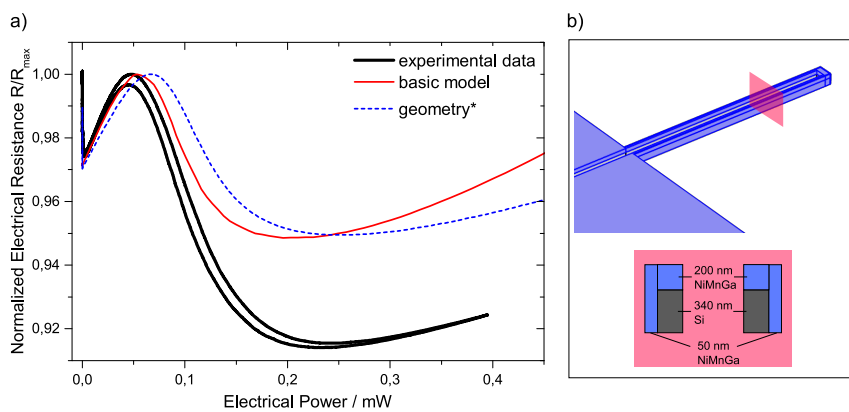 a)
b)
Normalized Electrical Resistance R/Rmax
1,00
0,98
0,96
0,94
0,92
experimental data
basic model
geometry*
0,0
0,1
0,2
0,3
0,4
Electrical Power / mW
200 nm
NiMnGa
340 nm
Si
50 nm
NiMnGa